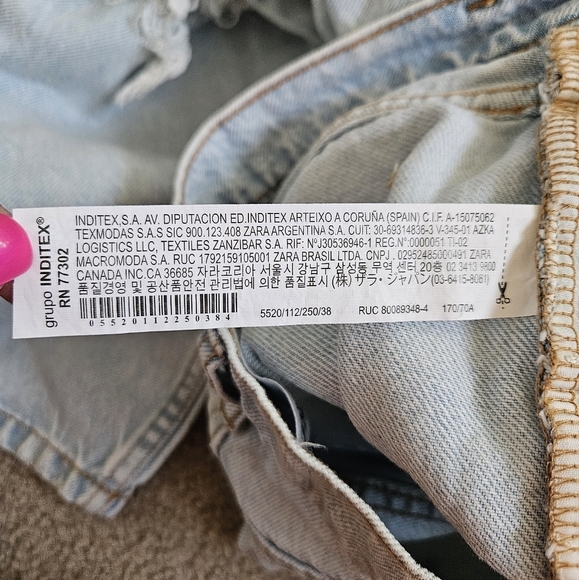 grupo INDITEX®
RN 77302
INDITEX,S.A. AV. DIPUTACION ED.INDITEX ARTEIXO A CORUÑA (SPAIN) C.I.F. A-15075062
TEXMODAS S.A.S SIC 900.123.408 ZARA ARGENTINA S.A. CUIT: 30-69314836-3 V-345-01 AZKA
LOGISTICS LLC, TEXTILES ZANZIBAR S.A. RIF: NºJ30536946-1 REG.N°:0000051 TI-02
MACROMODA S.A. RUC 1792159105001 ZARA BRASIL LTDA. CNPJ . 02952485000491 ZARA
CANADA INC.CA 36685 자라코리아 서울시 강남구 삼성동 무역 센터 20층 02 3413 9800
품질경영 및 공산품안전 관리법에 의한 품질표시 (株) ザラ・ジャパン(03-6415-8061)
05520112250384
5520/112/250/38 RUC 80089348-4 170/70A